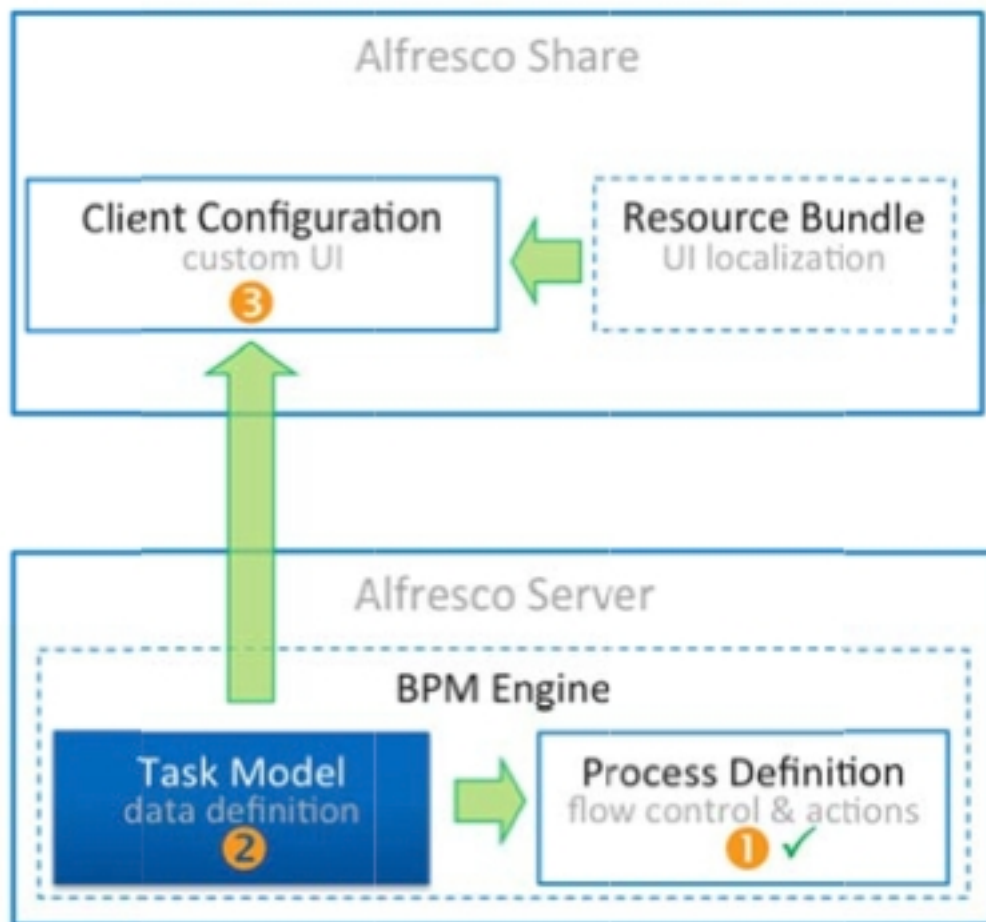 Alfresco Share
Client Configuration
custom UI
3
Resource Bundle
UI localization
Alfresco Server
BPM Engine
Task Model
data definition
2
Process Definition
flow control & actions
1 ✓